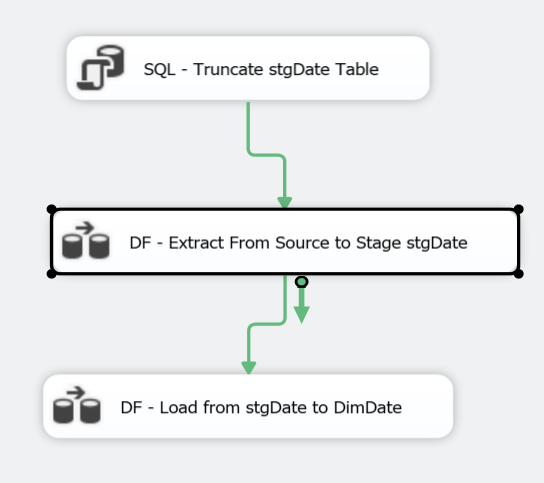 SQL - Truncate stgDate Table
DF - Extract From Source to Stage stgDate
DF - Load from stgDate to DimDate